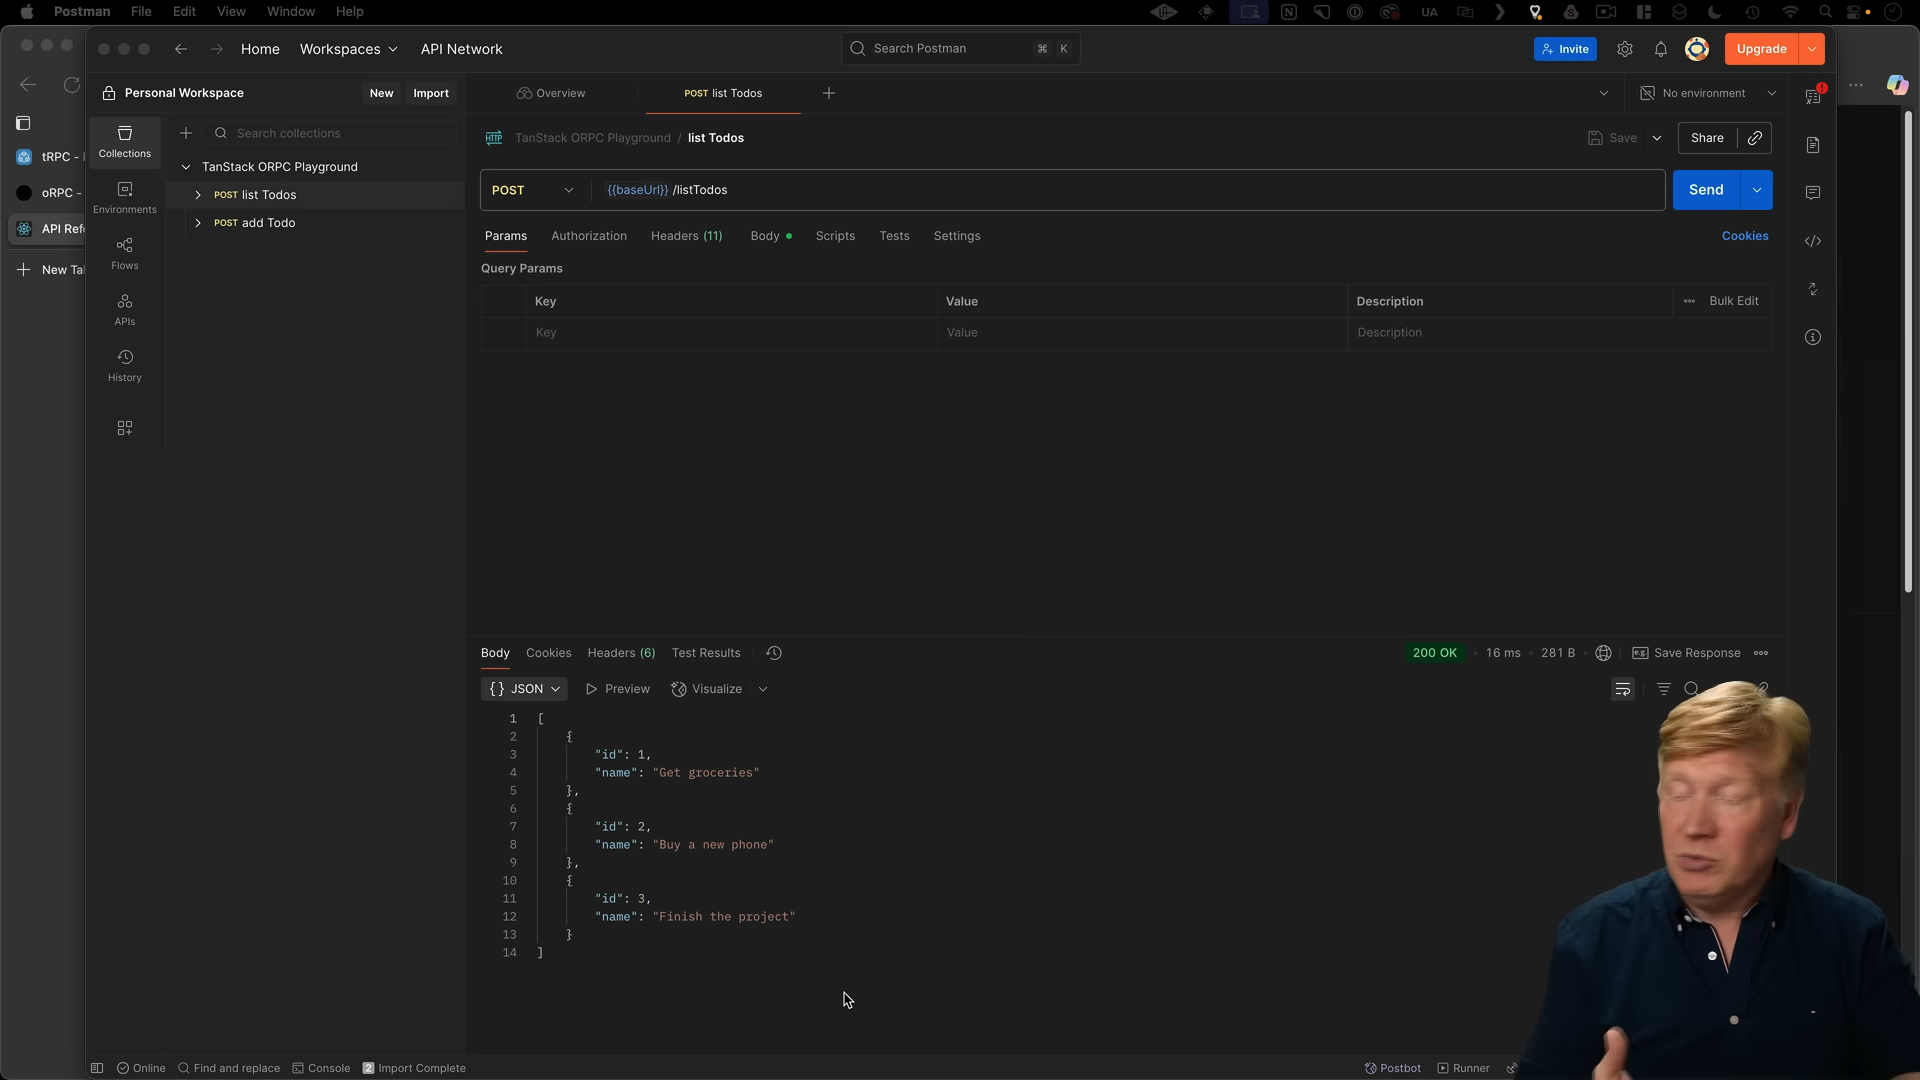 Postman File Edit View Window Help
UA
Home Workspaces API Network
Search Postman ⌘ K
Invite
Upgrade
Personal Workspace
New Import
Overview
POST list Todos
No environment
tRPC -
oRPC -
API Refe
New Tab
Collections
Environments
Flows
APIs
History
Search collections
TanStack ORPC Playground
POST list Todos
POST add Todo
TanStack ORPC Playground / list Todos
Save
Share
POST
{{baseUrl}} /listTodos
Send
Params Authorization Headers (11) Body Scripts Tests Settings
Cookies
Query Params
Key Value Description Bulk Edit
Key Value Description
Body Cookies Headers (6) Test Results
200 OK • 16 ms • 281 B
e.g. Save Response
{} JSON Preview Visualize
1 [
2 {
3 "id": 1,
4 "name": "Get groceries"
5 },
6 {
7 "id": 2,
8 "name": "Buy a new phone"
9 },
10 {
11 "id": 3,
12 "name": "Finish the project"
13 }
14 ]
Online Find and replace Console 2 Import Complete
Postbot Runner